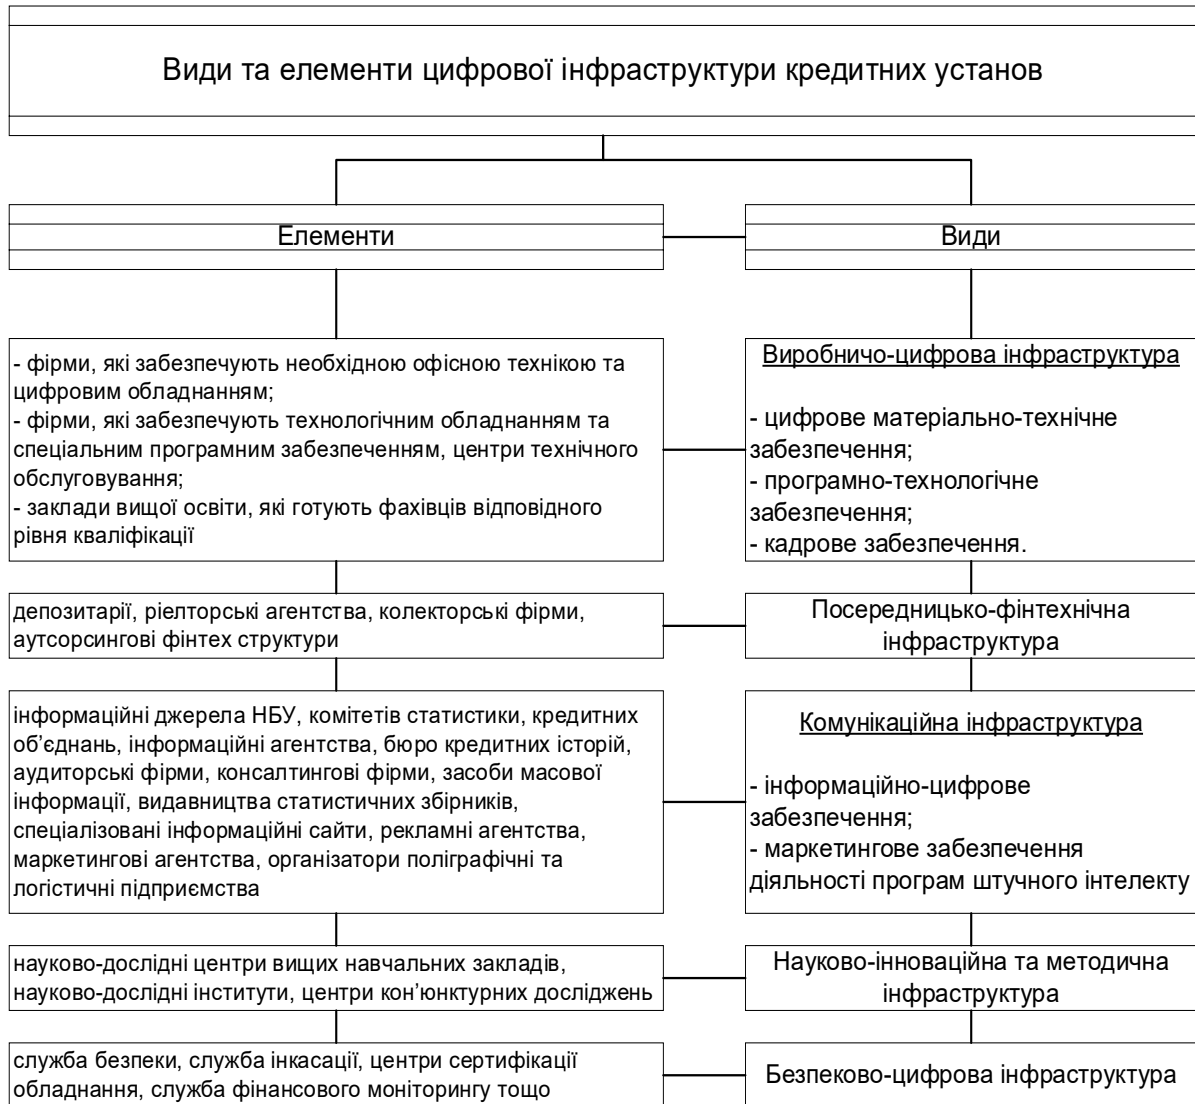 Види та елементи цифрової інфраструктури кредитних установ
Елементи
Види
- фірми, які забезпечують необхідною офісною технікою та
цифровим обладнанням;
- фірми, які забезпечують технологічним обладнанням та
спеціальним програмним забезпеченням, центри технічного
обслуговування;
- заклади вищої освіти, які готують фахівців відповідного
рівня кваліфікації
Виробничо-цифрова інфраструктура
- цифрове матеріально-технічне
забезпечення;
- програмно-технологічне
забезпечення;
- кадрове забезпечення.
депозитарії, ріелторські агентства, колекторські фірми,
аутсорсингові фінтех структури
Посередницько-фінтехнічна
інфраструктура
інформаційні джерела НБУ, комітетів статистики, кредитних
об’єднань, інформаційні агентства, бюро кредитних історій,
аудиторські фірми, консалтингові фірми, засоби масової
інформації, видавництва статистичних збірників,
спеціалізовані інформаційні сайти, рекламні агентства,
маркетингові агентства, організатори поліграфічні та
логістичні підприємства
Комунікаційна інфраструктура
- інформаційно-цифрове
забезпечення;
- маркетингове забезпечення
діяльності програм штучного інтелекту
науково-дослідні центри вищих навчальних закладів,
науково-дослідні інститути, центри кон’юнктурних досліджень
Науково-інноваційна та методична
інфраструктура
служба безпеки, служба інкасації, центри сертифікації
обладнання, служба фінансового моніторингу тощо
Безпеково-цифрова інфраструктура